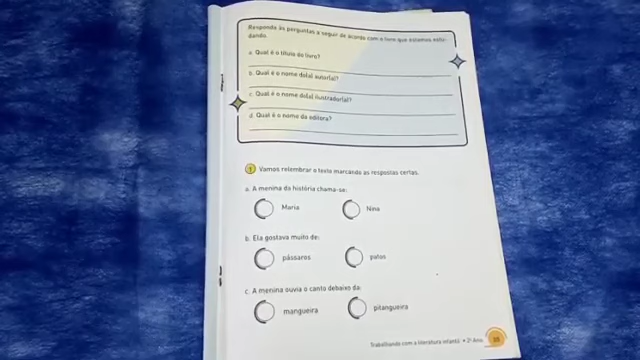 Responda às perguntas a seguir de acordo com o livro que estamos estu-
dando.
a. Qual é o título do livro?
b. Qual é o nome do(a) autor(a)?
c. Qual é o nome do(a) ilustrador(a)?
d. Qual é o nome da editora?
1 Vamos relembrar o texto marcando as respostas certas.
a. A menina da história chama-se:
Maria Nina
b. Ela gostava muito de:
pássaros gatos
c. A menina ouvia o canto debaixo da:
mangueira pitangueira
Trabalhando com a literatura infantil • 2º Ano